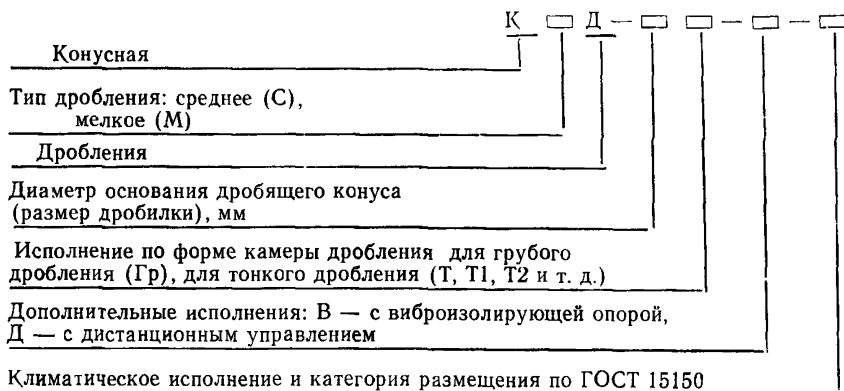 К □ Д — □ □ — □ — □
Конусная
Тип дробления: среднее (С),
мелкое (М)
Дробления
Диаметр основания дробящего конуса
(размер дробилки), мм
Исполнение по форме камеры дробления для грубого
дробления (Гр), для тонкого дробления (Т, Т1, Т2 и т. д.)
Дополнительные исполнения: В — с виброизолирующей опорой,
Д — с дистанционным управлением
Климатическое исполнение и категория размещения по ГОСТ 15150